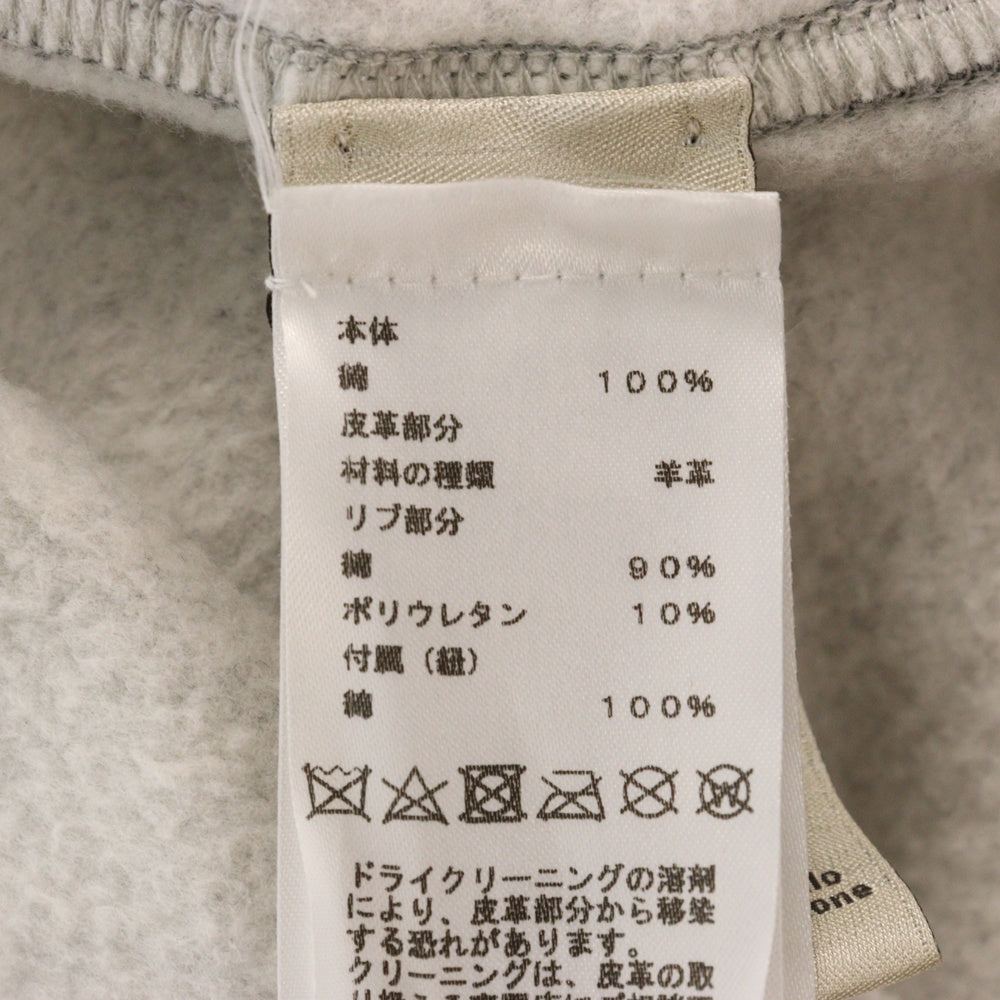 本体
綿 100%
皮革部分
材料の種類 羊革
リブ部分
綿 90%
ポリウレタン 10%
付属（紐）
綿 100%
W
ドライクリーニングの溶剤
により、皮革部分から移染
する恐れがあります。
クリーニングは、皮革の取
lo
one